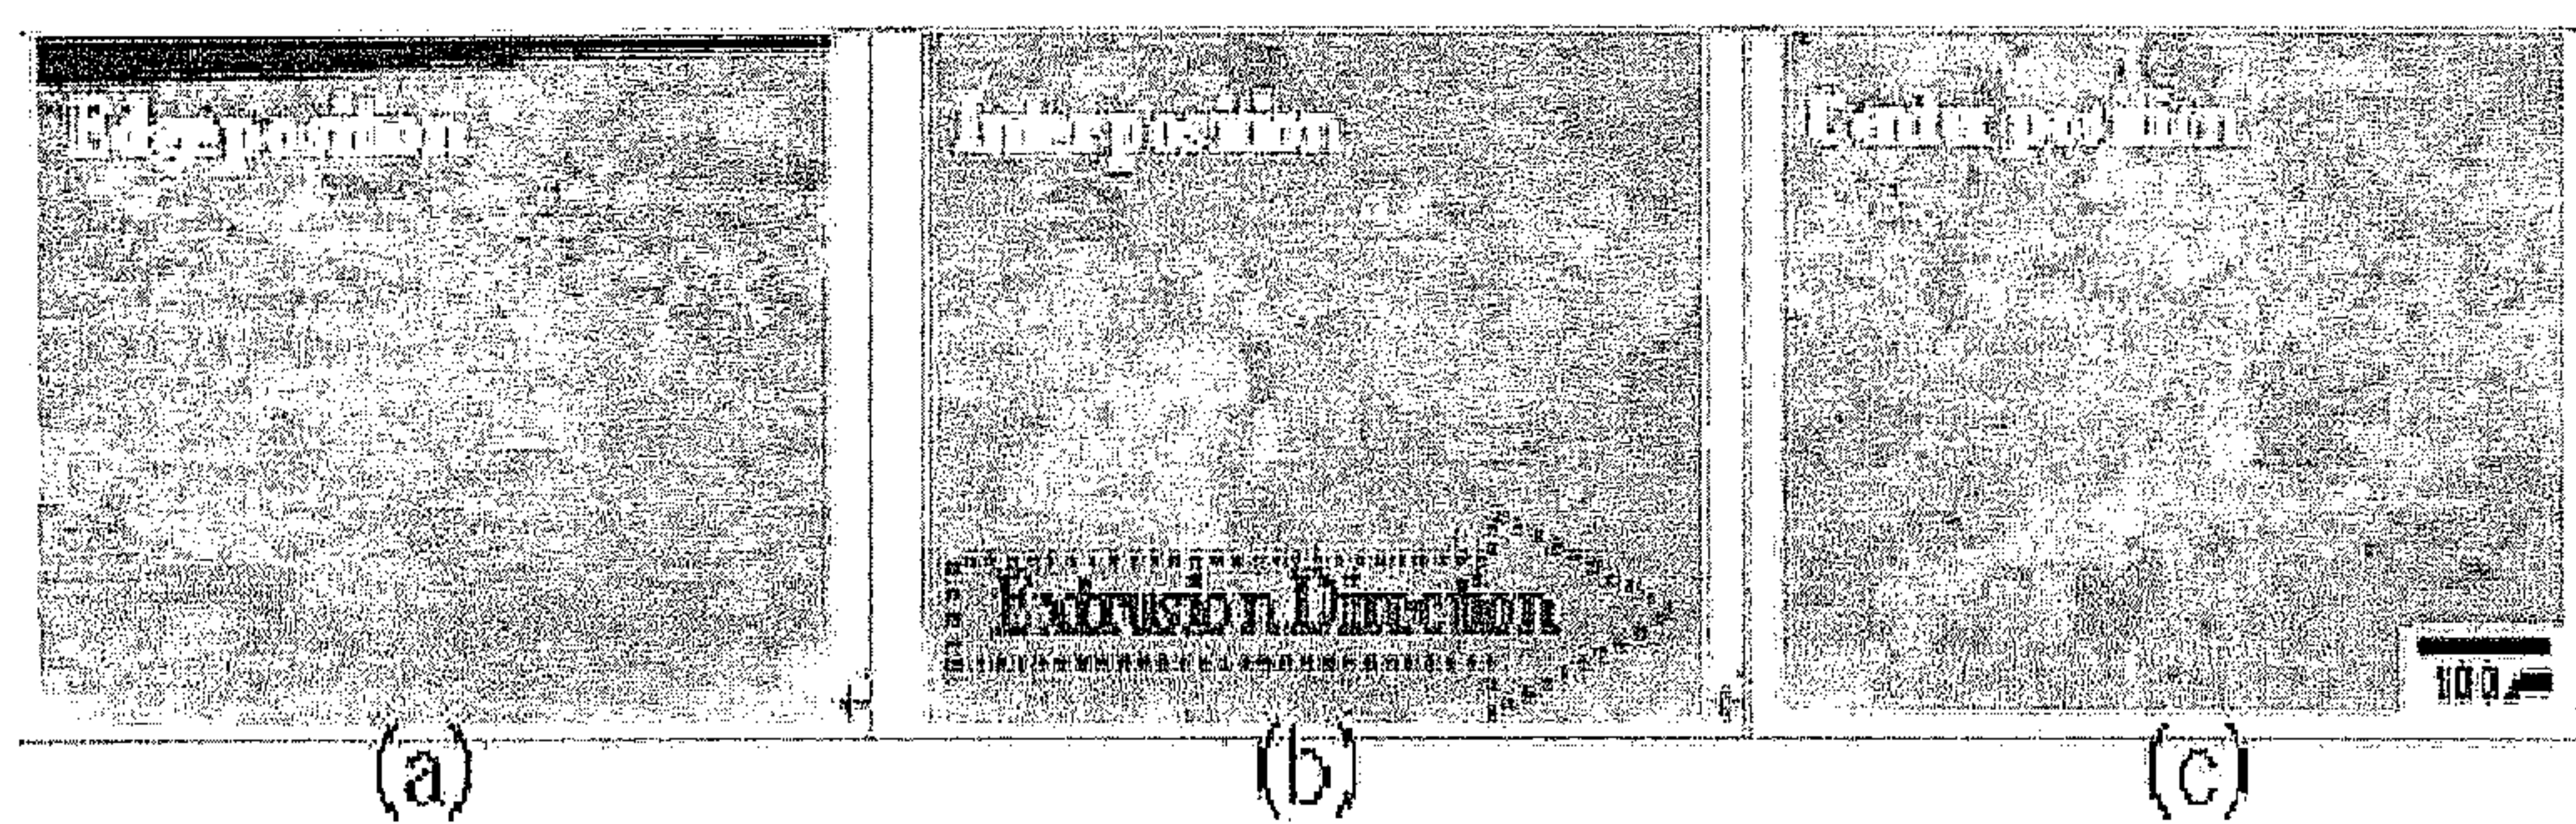 Edge position
Inter position
Center position
Extrusion Direction
100
(a)
(b)
(c)